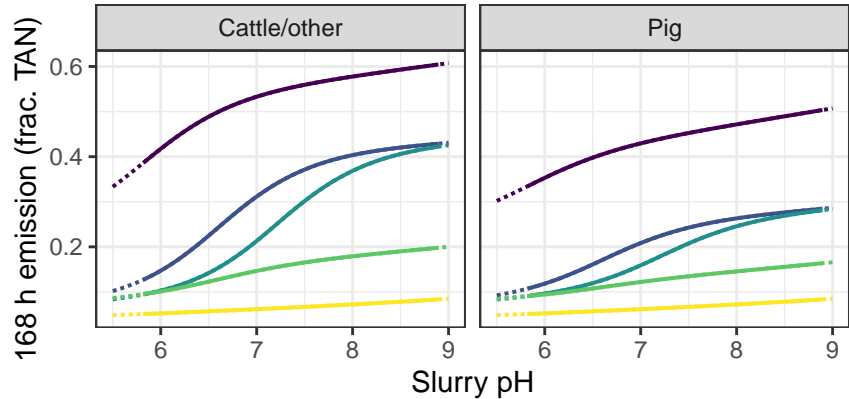 Cattle/other
Pig
168 h emission (frac. TAN)
0.6
0.4
0.2
6
7
8
9
6
7
8
9
Slurry pH